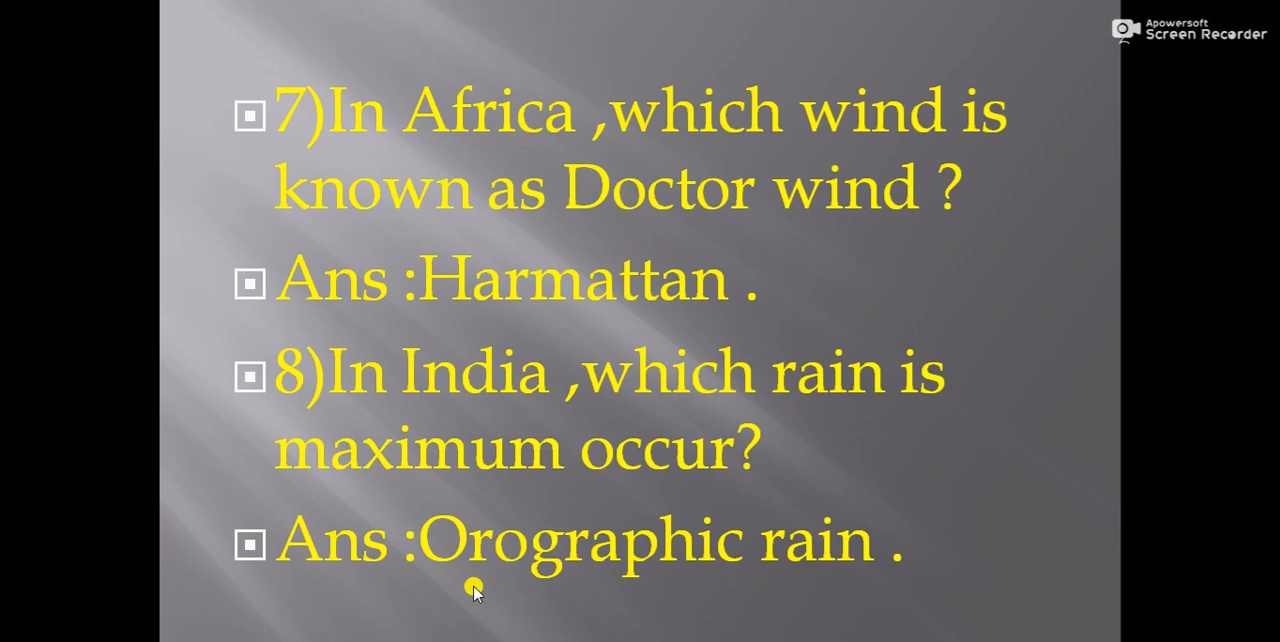 Apowersoft
Screen Recorder
7)In Africa ,which wind is
known as Doctor wind ?
Ans :Harmattan .
8)In India ,which rain is
maximum occur?
Ans :Orographic rain .